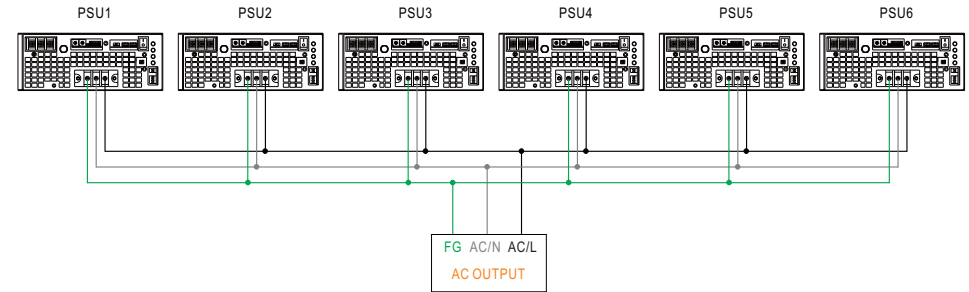 PSU1 PSU2 PSU3 PSU4 PSU5 PSU6
FG AC/N AC/L
AC OUTPUT